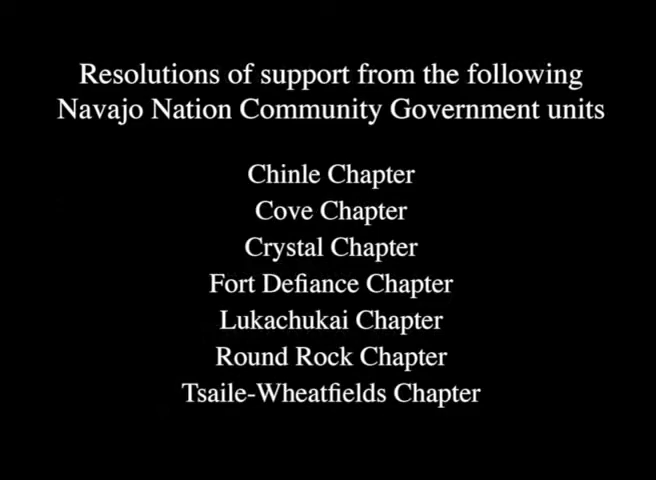 Resolutions of support from the following
Navajo Nation Community Government units
Chinle Chapter
Cove Chapter
Crystal Chapter
Fort Defiance Chapter
Lukachukai Chapter
Round Rock Chapter
Tsaile-Wheatfields Chapter